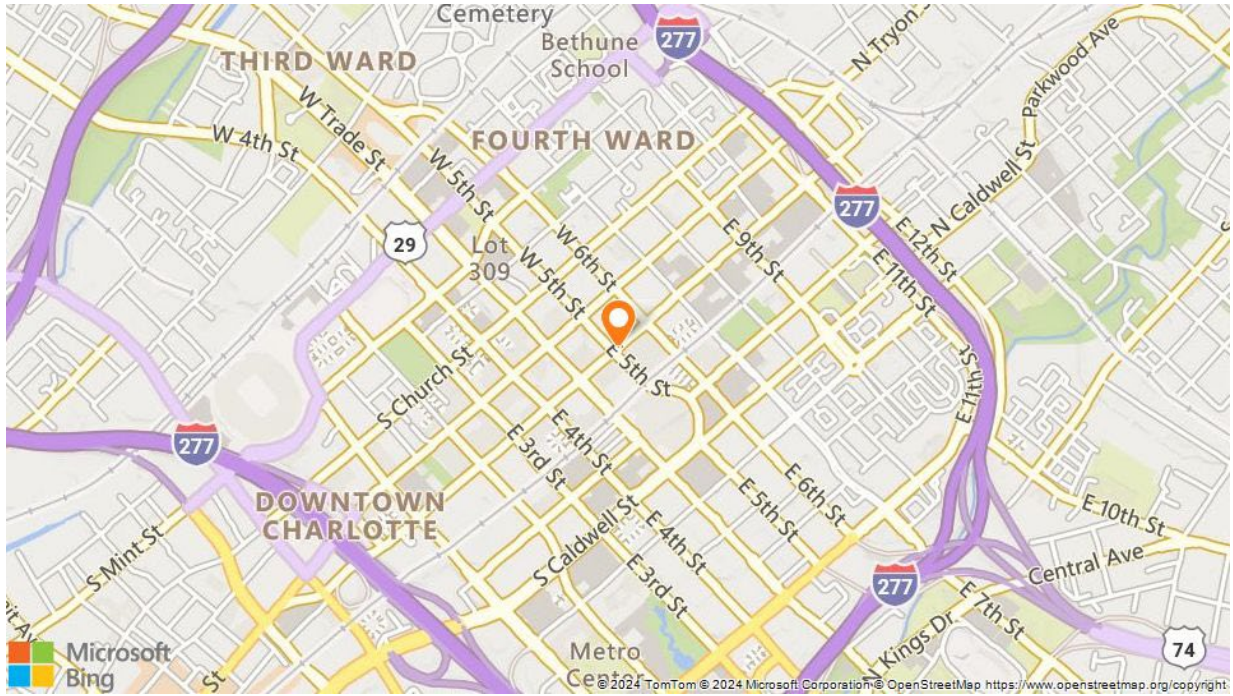 Cemetery
Bethune
School
277
N Tryon S
Parkwood Ave
THIRD WARD
W Trade St
W 4th St
FOURTH WARD
W 5th St
29
Lot
309
W 6th St
W 5th St
E 9th St
277
E 12th St
N Caldwell St
E 11th St
E 5th St
S Church St
E 11th St
E 4th St
E 3rd St
277
DOWNTOWN
CHARLOTTE
S Mint St
S Caldwell St
E 4th St
E 3rd St
E 5th St
E 6th St
E 10th St
Central Ave
277
E 7th St
N Kings Dr
74
Metro
Center
St
Microsoft
Bing
© 2024 TomTom © 2024 Microsoft Corporation © OpenStreetMap https://www.openstreetmap.org/copyright